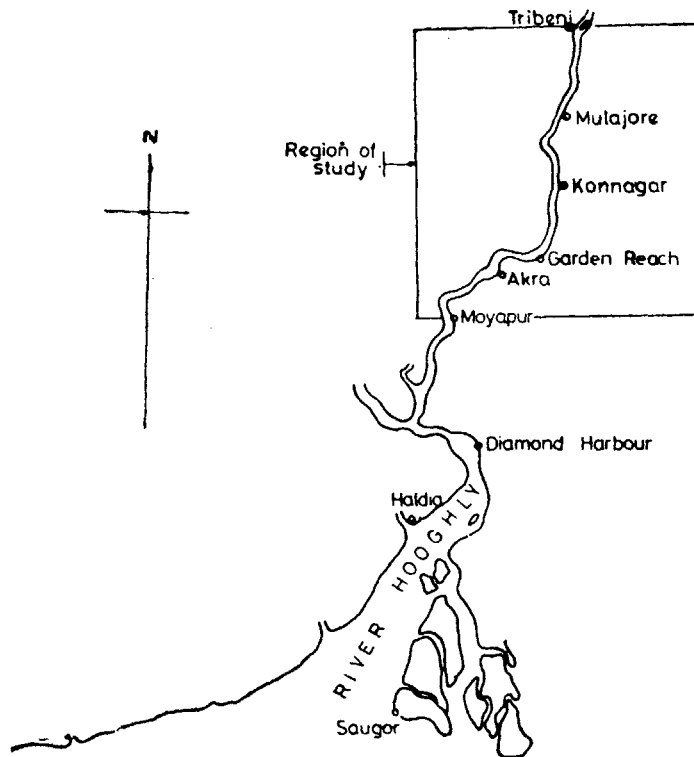 Tribeni
Mulajore
N
Region of
study
Konnagar
Garden Reach
Akra
Moyapur
Diamond Harbour
Haldia
RIVER HOOGHLY
Saugor